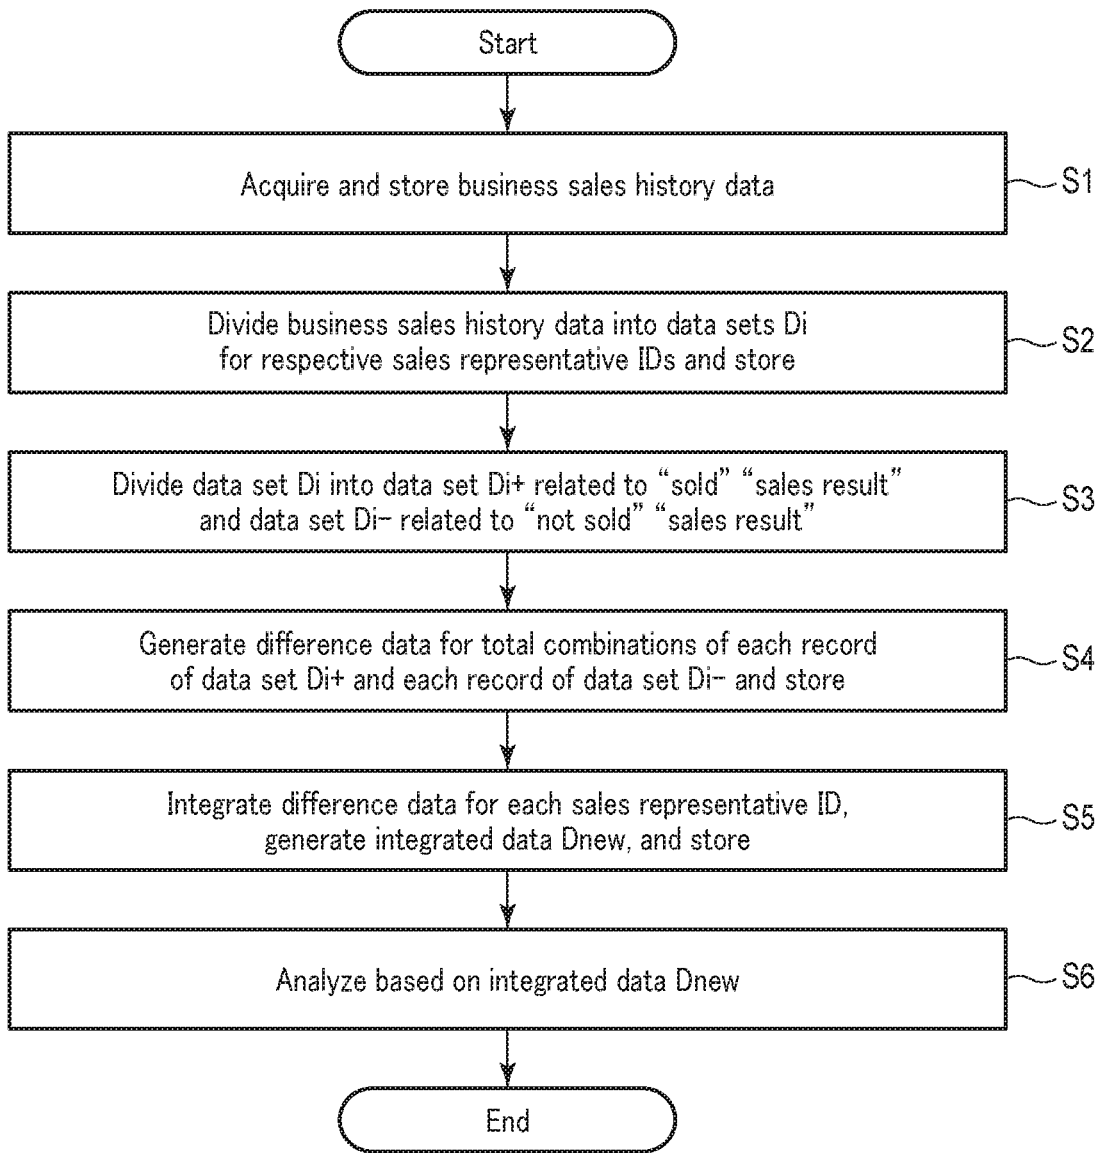 Start
Acquire and store business sales history data
S1
Divide business sales history data into data sets Di
for respective sales representative IDs and store
S2
Divide data set Di into data set Di+ related to “sold” “sales result”
and data set Di- related to “not sold” “sales result”
S3
Generate difference data for total combinations of each record
of data set Di+ and each record of data set Di- and store
S4
Integrate difference data for each sales representative ID,
generate integrated data Dnew, and store
S5
Analyze based on integrated data Dnew
S6
End